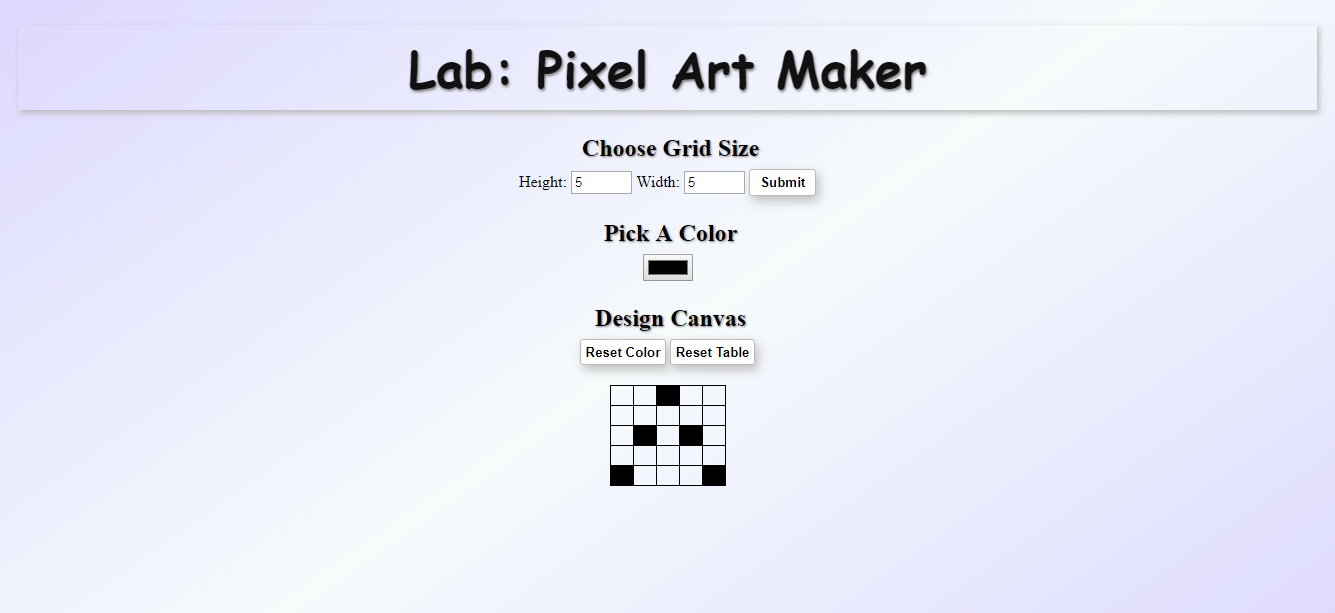 Lab: Pixel Art Maker
Choose Grid Size
Height: 5 Width: 5 Submit
Pick A Color
Design Canvas
Reset Color Reset Table